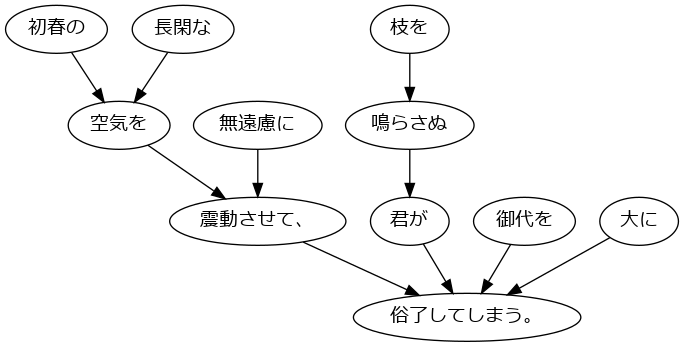 初春の 長閑な 枝を
空気を 無遠慮に 鳴らさぬ
震動させて、 君が 御代を 大に
俗了してしまう。